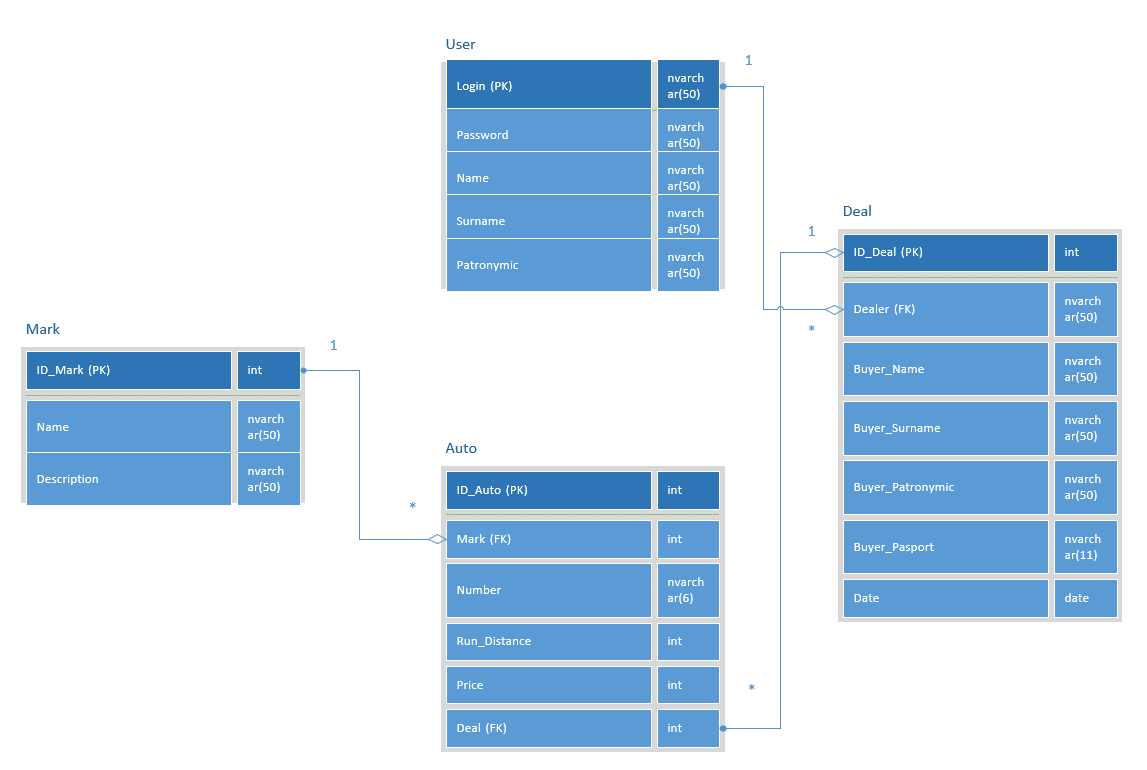 User
1
Login (PK)
nvarch
ar(50)
Password
nvarch
ar(50)
Name
nvarch
ar(50)
Surname
nvarch
ar(50)
Patronymic
nvarch
ar(50)
Deal
1
ID_Deal (PK)
int
Dealer (FK)
nvarch
ar(50)
*
Buyer_Name
nvarch
ar(50)
Buyer_Surname
nvarch
ar(50)
Buyer_Patronymic
nvarch
ar(50)
Buyer_Pasport
nvarch
ar(11)
Date
date
Mark
1
ID_Mark (PK)
int
Name
nvarch
ar(50)
Description
nvarch
ar(50)
*
Auto
ID_Auto (PK)
int
Mark (FK)
int
Number
nvarch
ar(6)
Run_Distance
int
Price
int
*
Deal (FK)
int